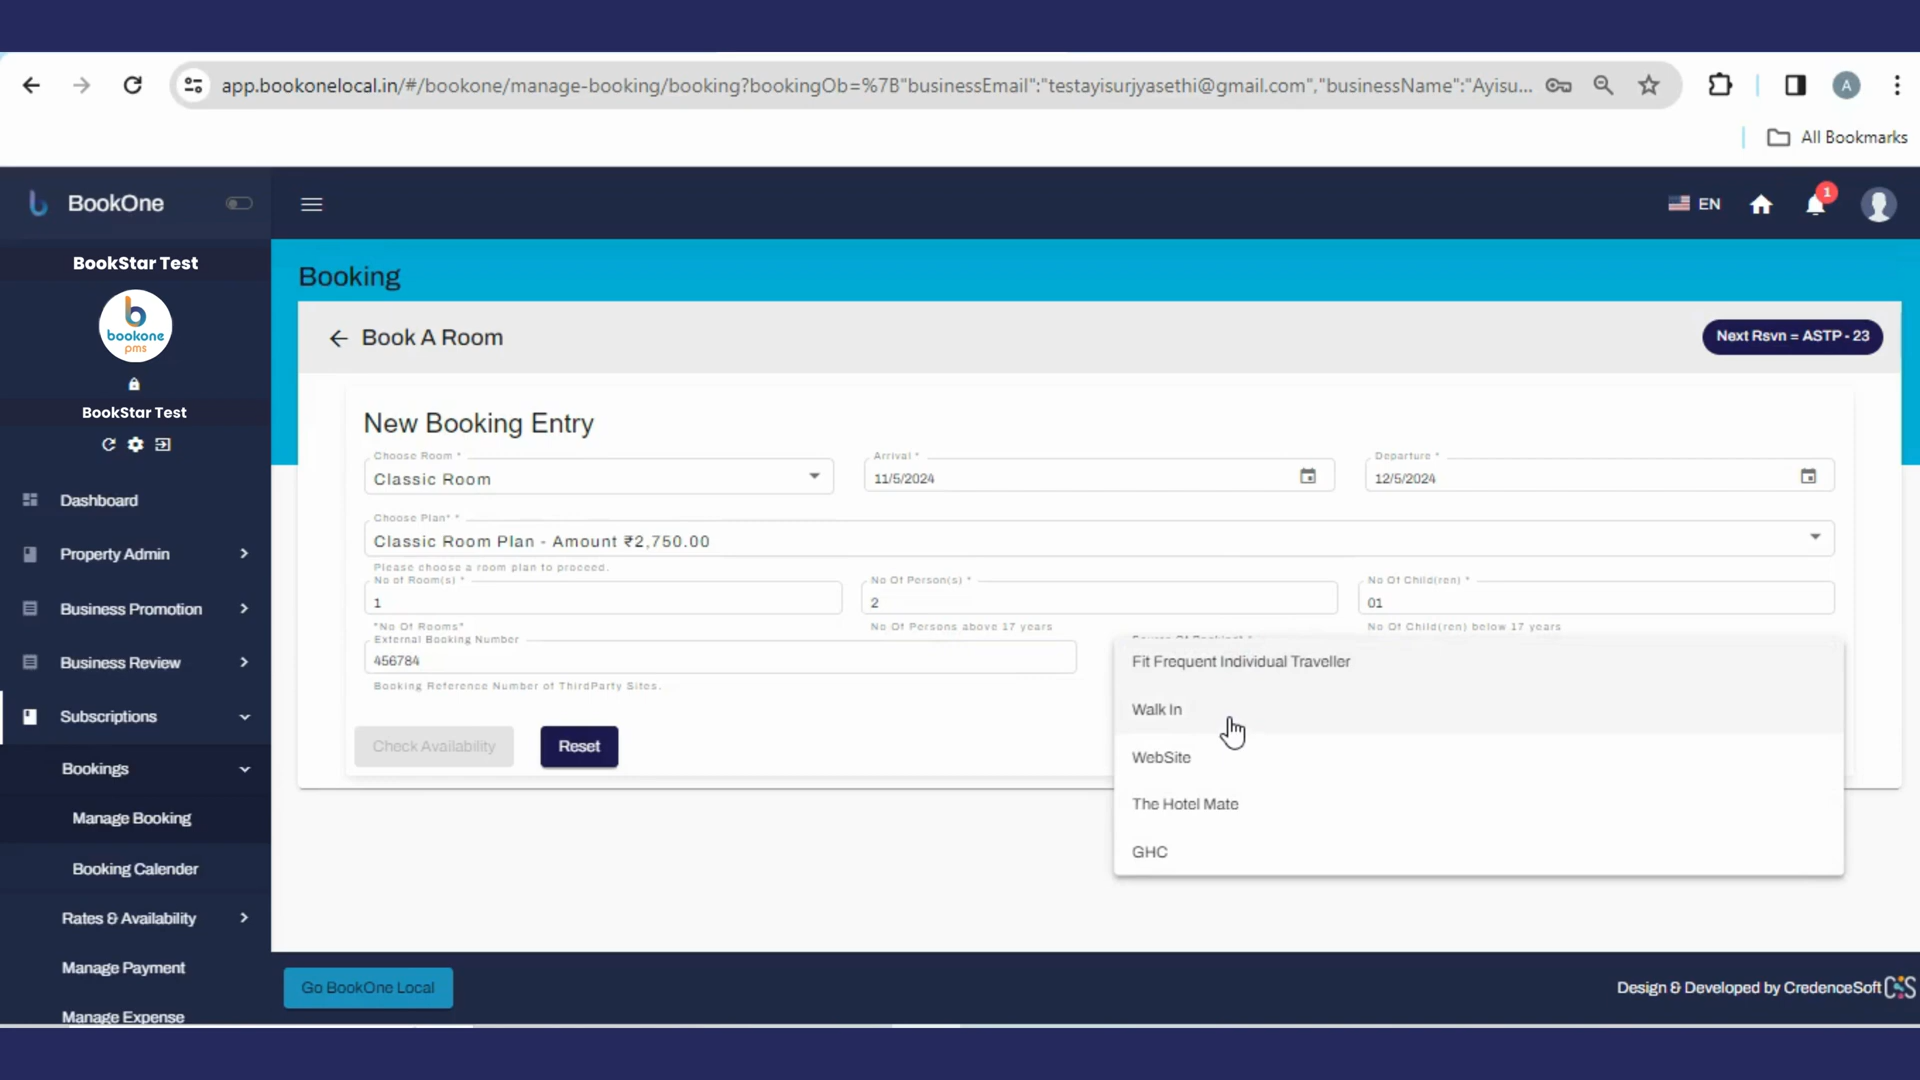 app.bookonelocal.in/#/bookone/manage-booking/booking?bookingOb=%7B"businessEmail":"testayisurjyasethi@gmail.com","businessName":"Ayisu...
A
All Bookmarks
BookOne
EN
1
BookStar Test
b
bookone
pms
BookStar Test
Dashboard
Property Admin
Business Promotion
Business Review
Subscriptions
Bookings
Manage Booking
Booking Calender
Rates & Availability
Manage Payment
Manage Expense
Booking
Book A Room
Next Rsvn = ASTP - 23
New Booking Entry
Choose Room *
Classic Room
Arrival *
11/5/2024
Departure *
12/5/2024
Choose Plan* *
Classic Room Plan - Amount ₹2,750.00
Please choose a room plan to proceed.
No of Room(s) *
1
"No Of Rooms"
No Of Person(s) *
2
No Of Persons above 17 years
No Of Child(ren) *
01
No Of Child(ren) below 17 years
External Booking Number
456784
Booking Reference Number of ThirdParty Sites.
Source Of Booking* *
Fit Frequent Individual Traveller
Walk In
WebSite
The Hotel Mate
GHC
Check Availability
Reset
Go BookOne Local
Design & Developed by CredenceSoft